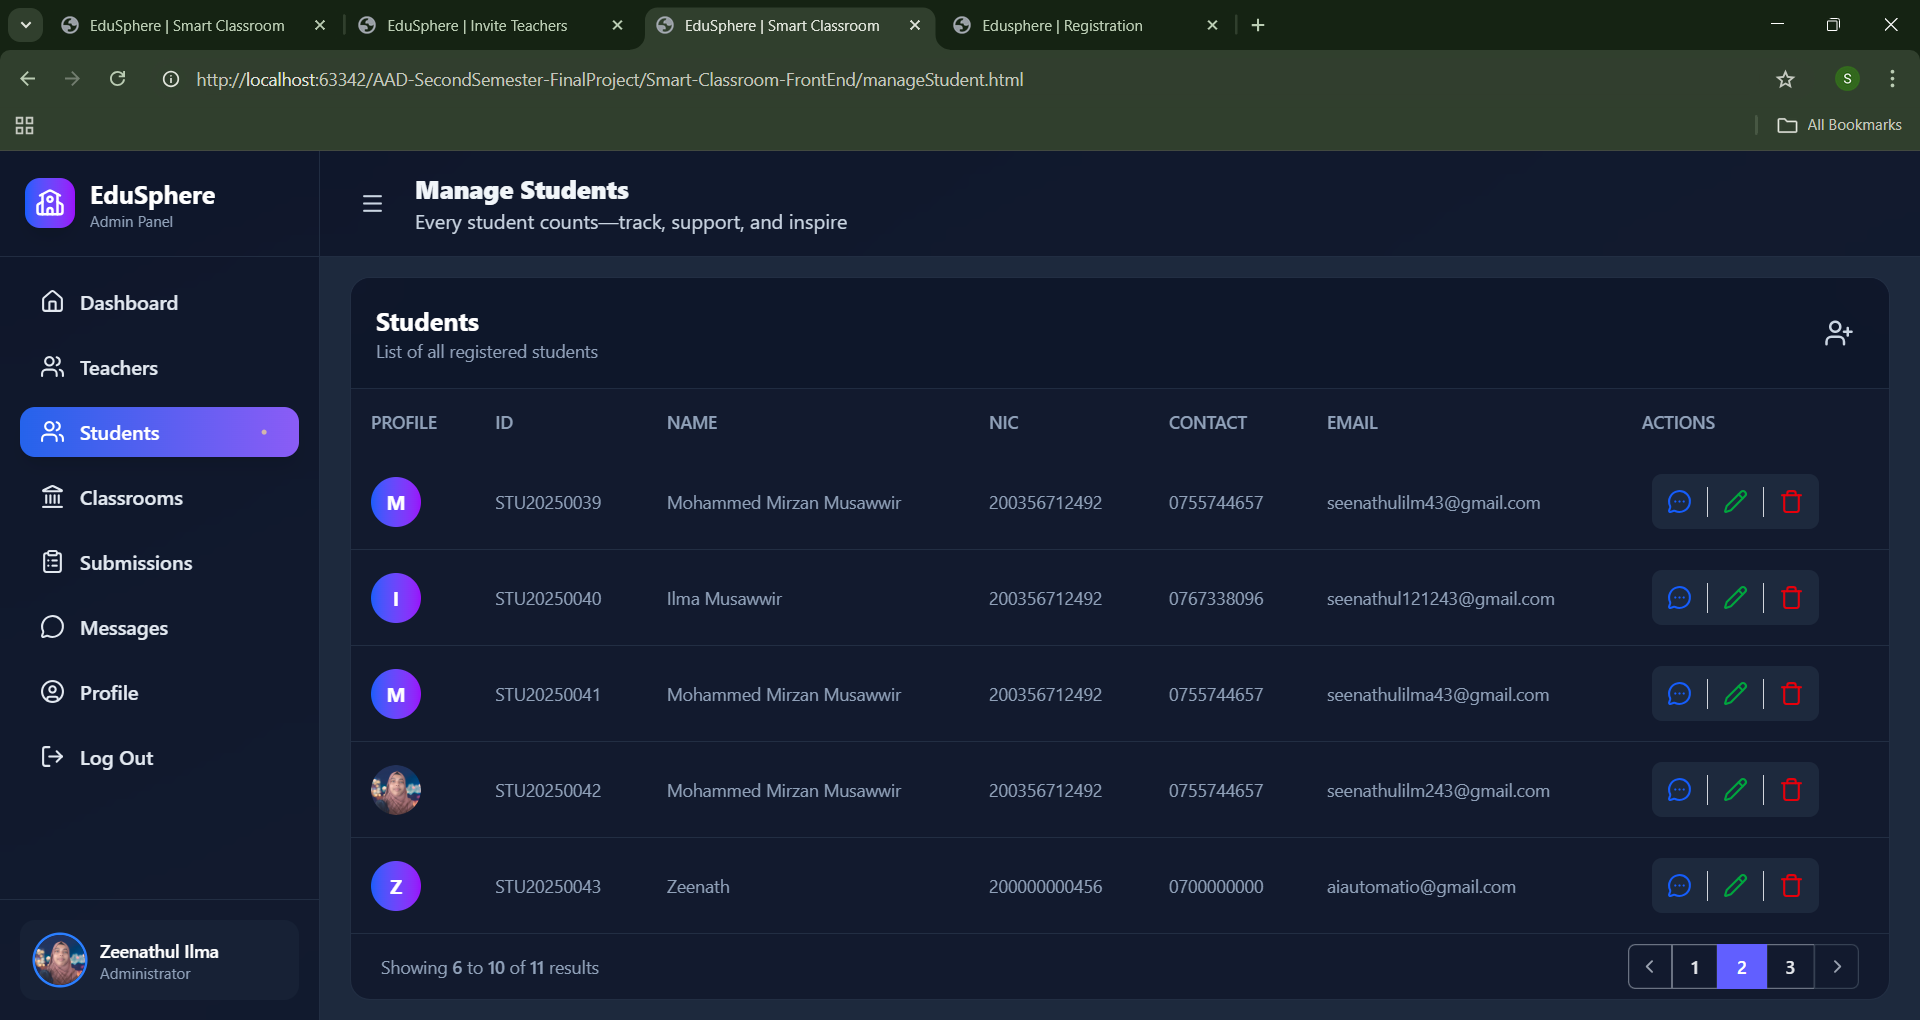 EduSphere | Smart Classroom
EduSphere | Invite Teachers
EduSphere | Smart Classroom
Edusphere | Registration
http://localhost:63342/AAD-SecondSemester-FinalProject/Smart-Classroom-FrontEnd/manageStudent.html
S
All Bookmarks
EduSphere
Admin Panel
Manage Students
Every student counts—track, support, and inspire
Dashboard
Teachers
Students
Classrooms
Submissions
Messages
Profile
Log Out
Zeenathul Ilma
Administrator
Students
List of all registered students
PROFILE ID NAME NIC CONTACT EMAIL ACTIONS
M STU20250039 Mohammed Mirzan Musawwir 200356712492 0755744657 seenathulilm43@gmail.com
I STU20250040 Ilma Musawwir 200356712492 0767338096 seenathul121243@gmail.com
M STU20250041 Mohammed Mirzan Musawwir 200356712492 0755744657 seenathulilma43@gmail.com
STU20250042 Mohammed Mirzan Musawwir 200356712492 0755744657 seenathulilm243@gmail.com
Z STU20250043 Zeenath 200000000456 0700000000 aiautomatio@gmail.com
Showing 6 to 10 of 11 results
1 2 3